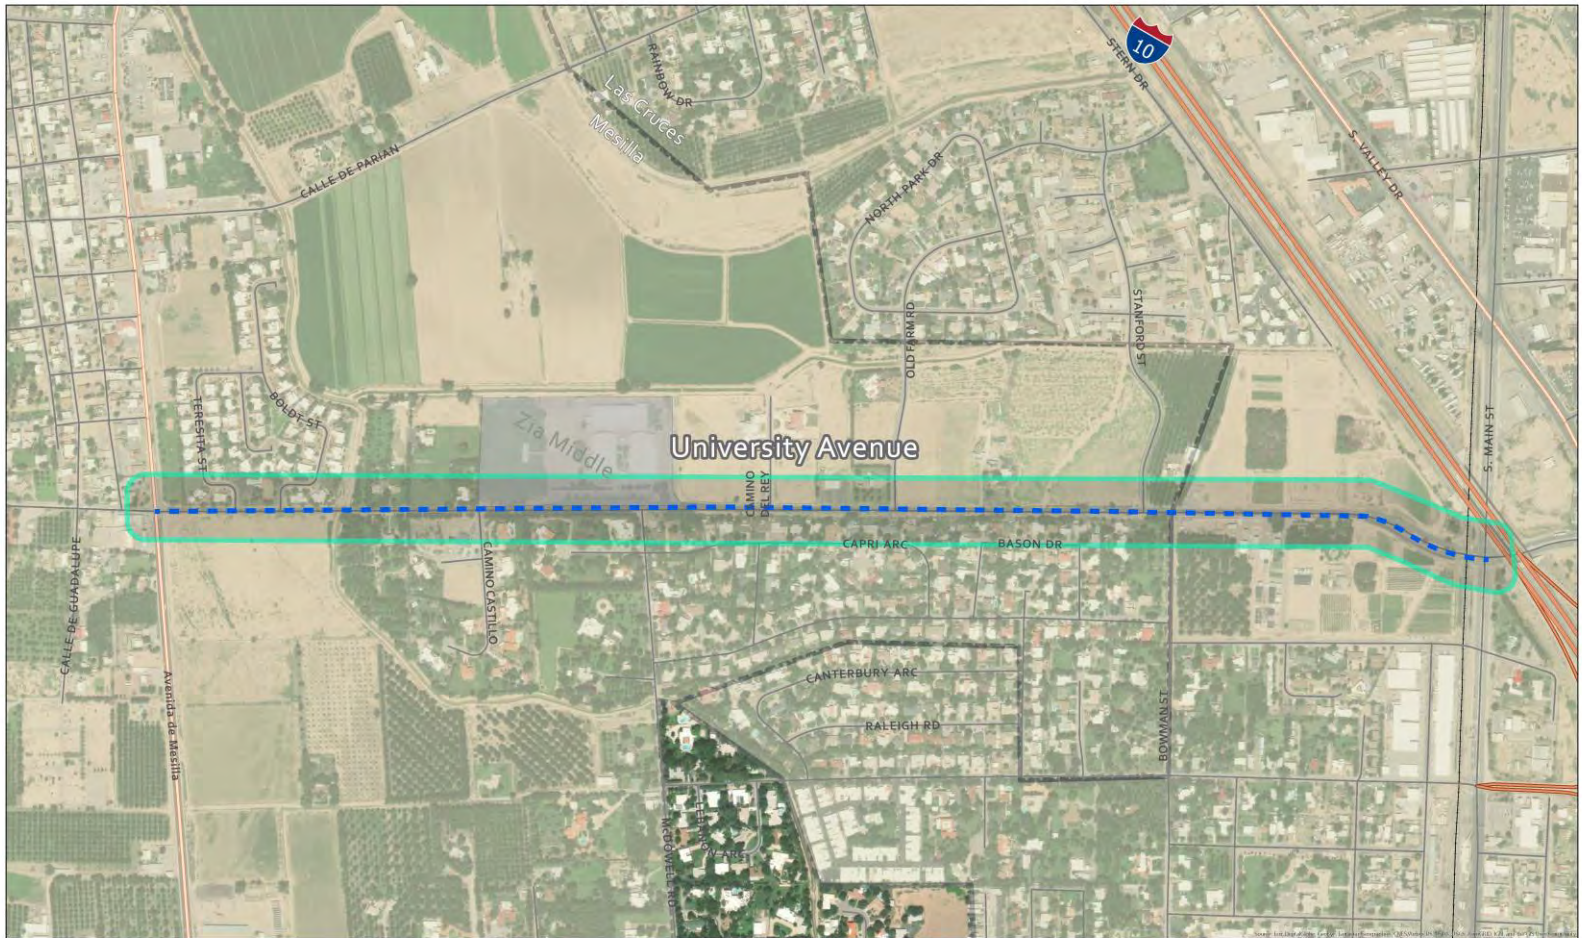 10
RAINBOW DR
STERN DR
Las Cruces
Mesilla
S. VALLEY DR
CALLE DE PARIAN
NORTH PARK DR
OLD FARM RD
STANFORD ST
TERESITA ST
BOLDT ST
Zia Middle
University Avenue
S. MAIN ST
CAMINO
DEL REY
CALLE DE GUADALUPE
CAMINO CASTILLO
CAPRI ARC
BASON DR
Avenida de Mesilla
CANTERBURY ARC
RALEIGH RD
BOWMAN ST
McDOWELL RD